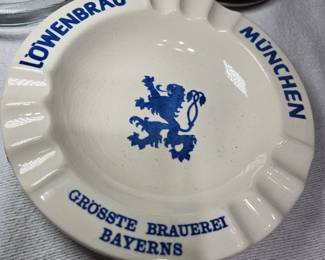 LÖWENBRÄU
MÜNCHEN
GRÖSSTE BRAUEREI
BAYERNS